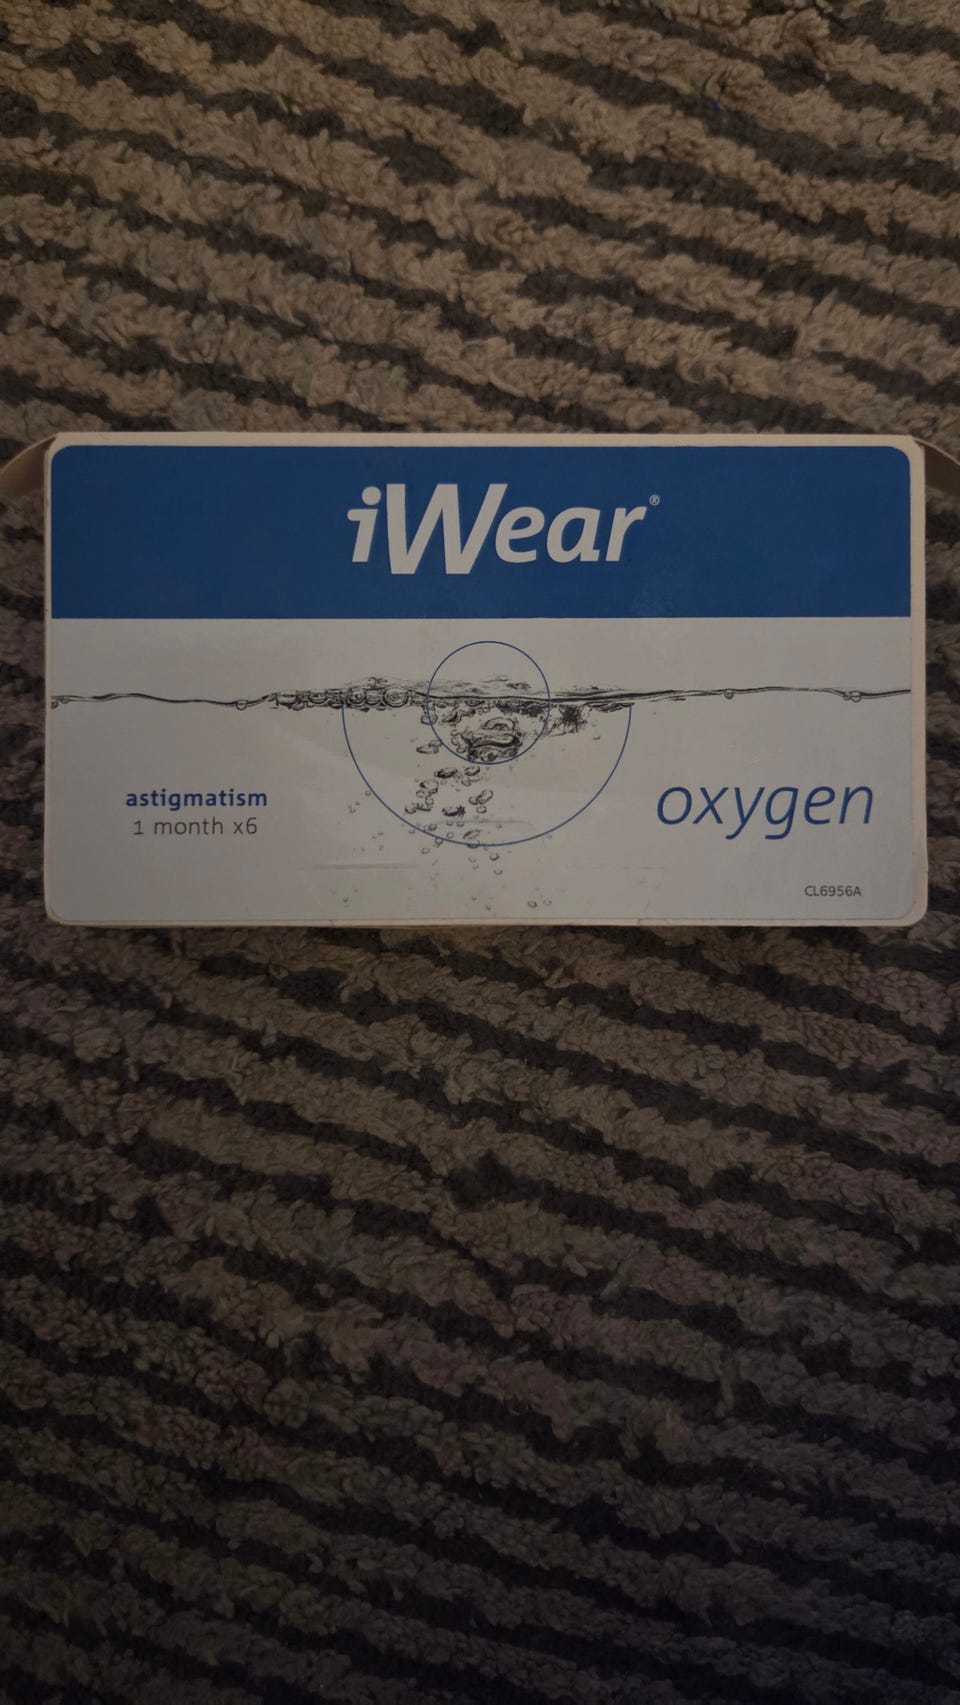 iWear®
astigmatism
1 month x6
oxygen
CL6956A